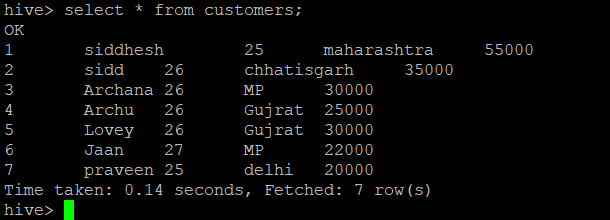 hive> select * from customers;
OK
1 siddhesh 25 maharashtra 55000
2 sidd 26 chhatisgarh 35000
3 Archana 26 MP 30000
4 Archu 26 Gujrat 25000
5 Lovey 26 Gujrat 30000
6 Jaan 27 MP 22000
7 praveen 25 delhi 20000
Time taken: 0.14 seconds, Fetched: 7 row(s)
hive>